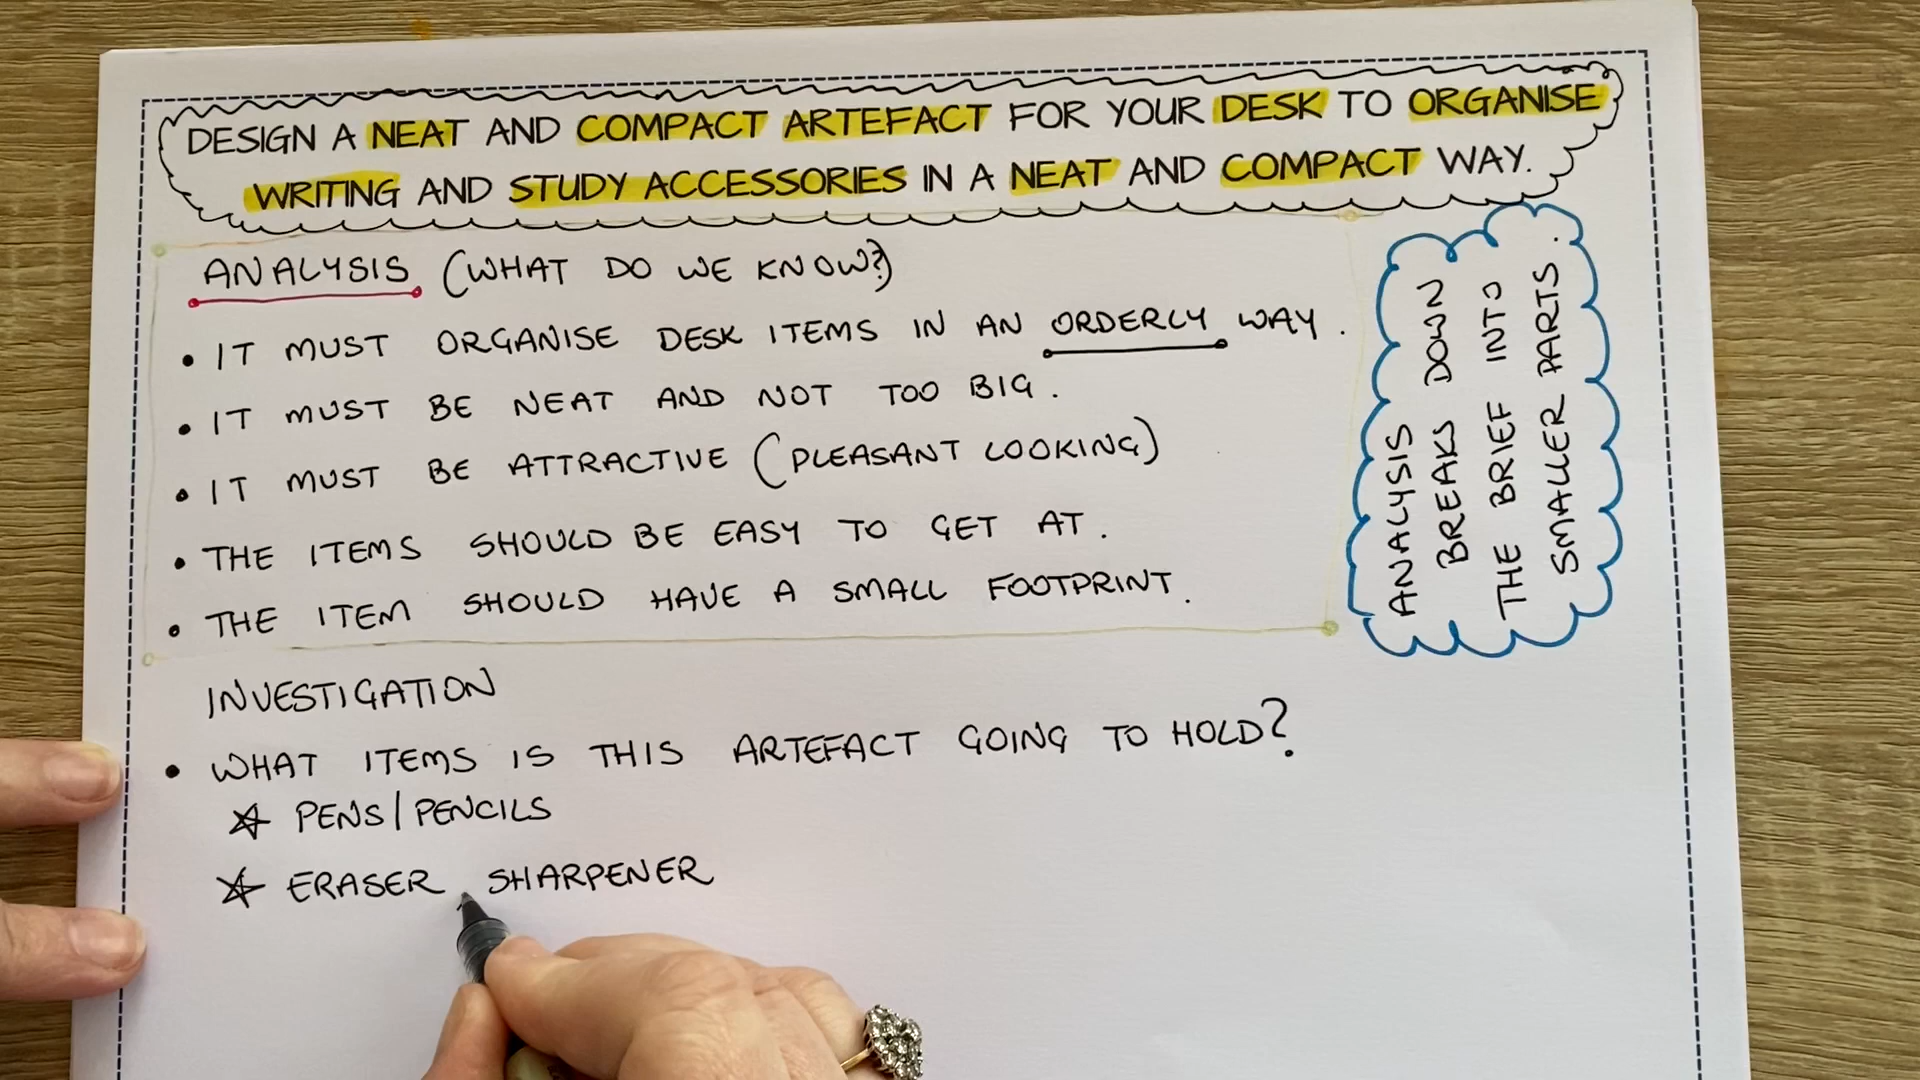 DESIGN A NEAT AND COMPACT ARTEFACT FOR YOUR DESK TO ORGANISE
WRITING AND STUDY ACCESSORIES IN A NEAT AND COMPACT WAY.
ANALYSIS (WHAT DO WE KNOW?)
• IT MUST ORGANISE DESK ITEMS IN AN ORDERLY WAY.
• IT MUST BE NEAT AND NOT TOO BIG.
• IT MUST BE ATTRACTIVE (PLEASANT LOOKING)
• THE ITEMS SHOULD BE EASY TO GET AT.
• THE ITEM SHOULD HAVE A SMALL FOOTPRINT.
ANALYSIS
BREAKS DOWN
THE BRIEF INTO
SMALLER PARTS.
INVESTIGATION
• WHAT ITEMS IS THIS ARTEFACT GOING TO HOLD?
☆ PENS/PENCILS
☆ ERASER, SHARPENER